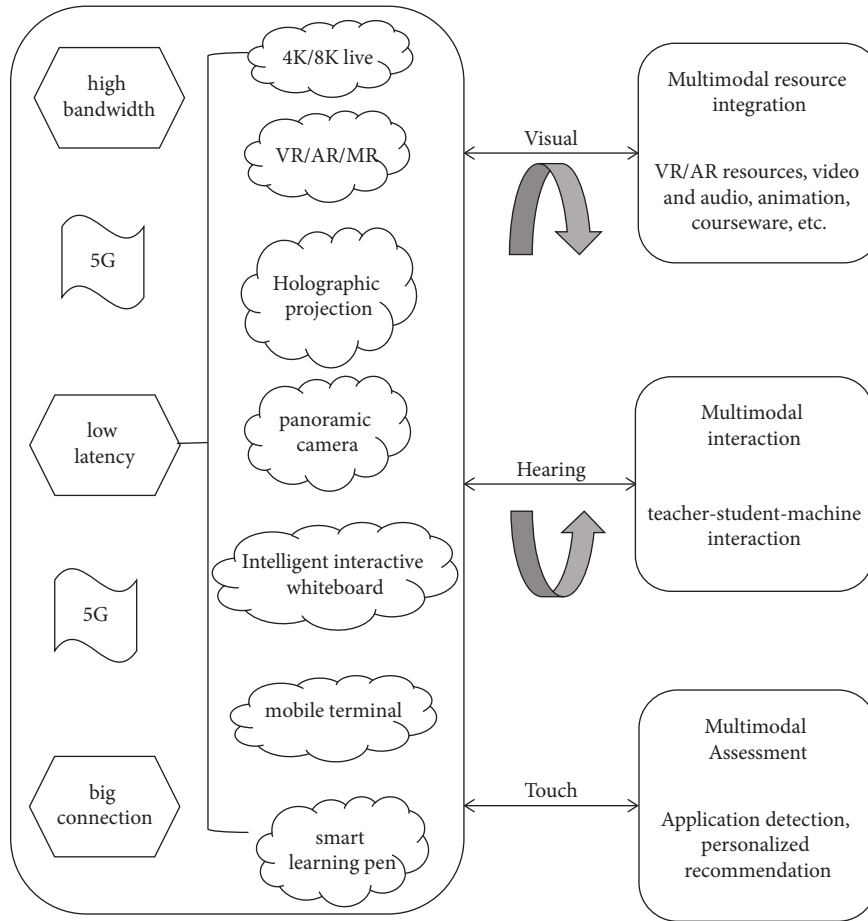 high
bandwidth
5G
low
latency
5G
big
connection
4K/8K live
VR/AR/MR
Holographic
projection
panoramic
camera
Intelligent interactive
whiteboard
mobile terminal
smart
learning pen
Visual
Hearing
Touch
Multimodal resource
integration
VR/AR resources, video
and audio, animation,
courseware, etc.
Multimodal
interaction
teacher-student-machine
interaction
Multimodal
Assessment
Application detection,
personalized
recommendation